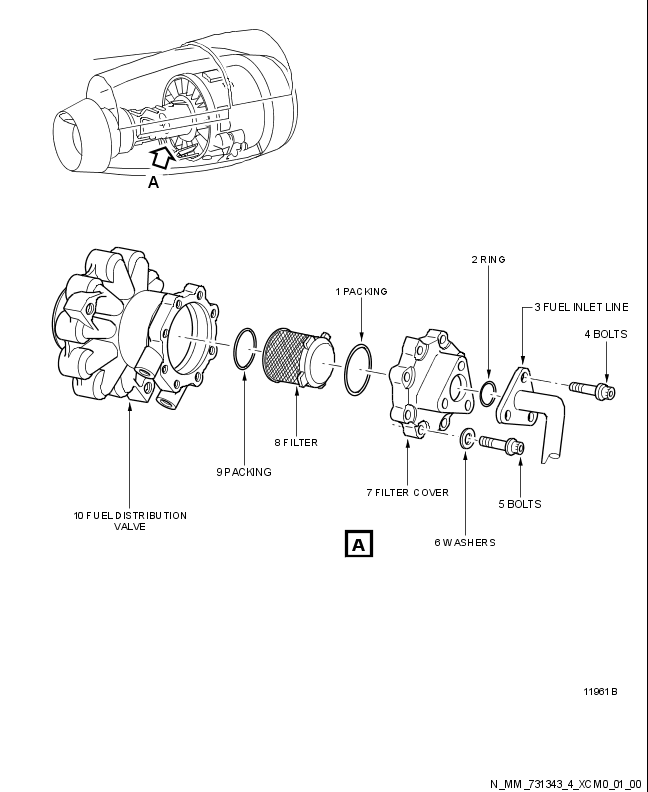 A
2 RING
1 PACKING
3 FUEL INLET LINE
4 BOLTS
8 FILTER
9 PACKING
7 FILTER COVER
5 BOLTS
10 FUEL DISTRIBUTION
VALVE
6 WASHERS
A
11961B
N_MM_731343_4_XCM0_01_00